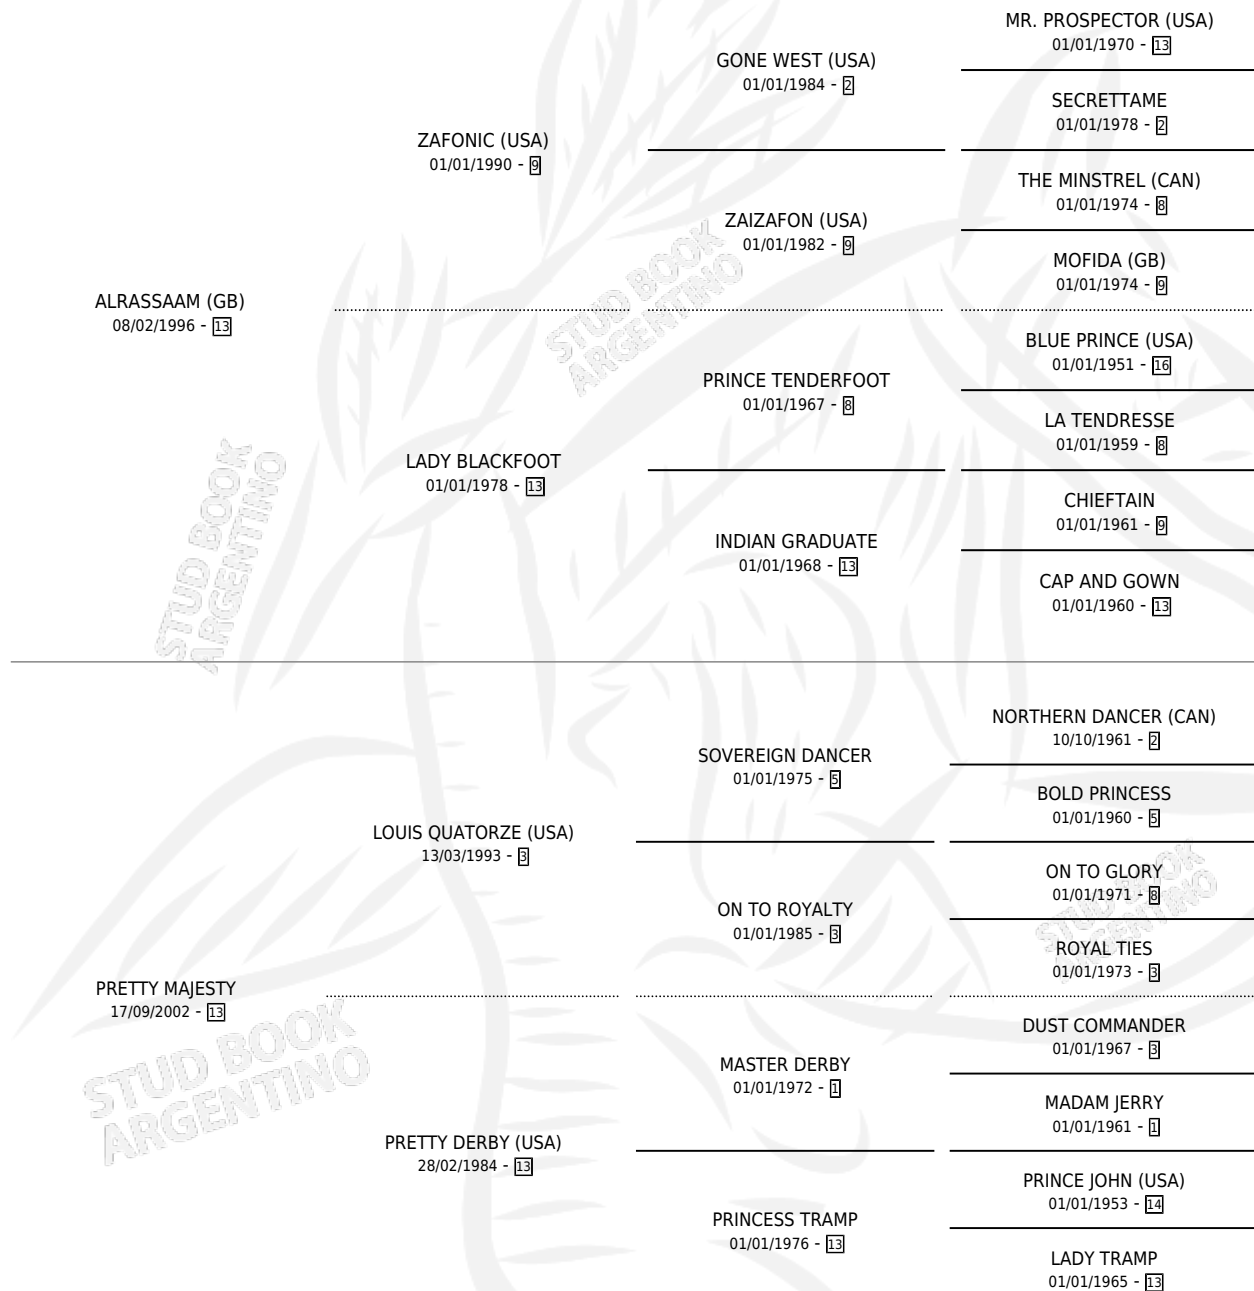 MR. PROSPECTOR (USA)
01/01/1970 - 13
GONE WEST (USA)
01/01/1984 - 2
SECRETTAME
01/01/1978 - 2
ZAFONIC (USA)
01/01/1990 - 9
THE MINSTREL (CAN)
01/01/1974 - 8
ZAIZAFON (USA)
01/01/1982 - 9
MOFIDA (GB)
01/01/1974 - 9
STUD BOOK
ARGENTINO
ALRASSAAM (GB)
08/02/1996 - 13
BLUE PRINCE (USA)
01/01/1951 - 16
PRINCE TENDERFOOT
01/01/1967 - 8
LA TENDRESSE
01/01/1959 - 8
LADY BLACKFOOT
01/01/1978 - 13
CHIEFTAIN
01/01/1961 - 9
INDIAN GRADUATE
01/01/1968 - 13
CAP AND GOWN
01/01/1960 - 13
STUD BOOK
ARGENTINO
NORTHERN DANCER (CAN)
10/10/1961 - 2
SOVEREIGN DANCER
01/01/1975 - 5
BOLD PRINCESS
01/01/1960 - 5
LOUIS QUATORZE (USA)
13/03/1993 - 3
ON TO GLORY
01/01/1971 - 8
ON TO ROYALTY
01/01/1985 - 3
ROYAL TIES
01/01/1973 - 3
STUD BOOK
ARGENTINO
PRETTY MAJESTY
17/09/2002 - 13
DUST COMMANDER
01/01/1967 - 3
MASTER DERBY
01/01/1972 - 1
MADAM JERRY
01/01/1961 - 1
PRETTY DERBY (USA)
28/02/1984 - 13
PRINCE JOHN (USA)
01/01/1953 - 14
PRINCESS TRAMP
01/01/1976 - 13
LADY TRAMP
01/01/1965 - 13
STUD BOOK
ARGENTINO